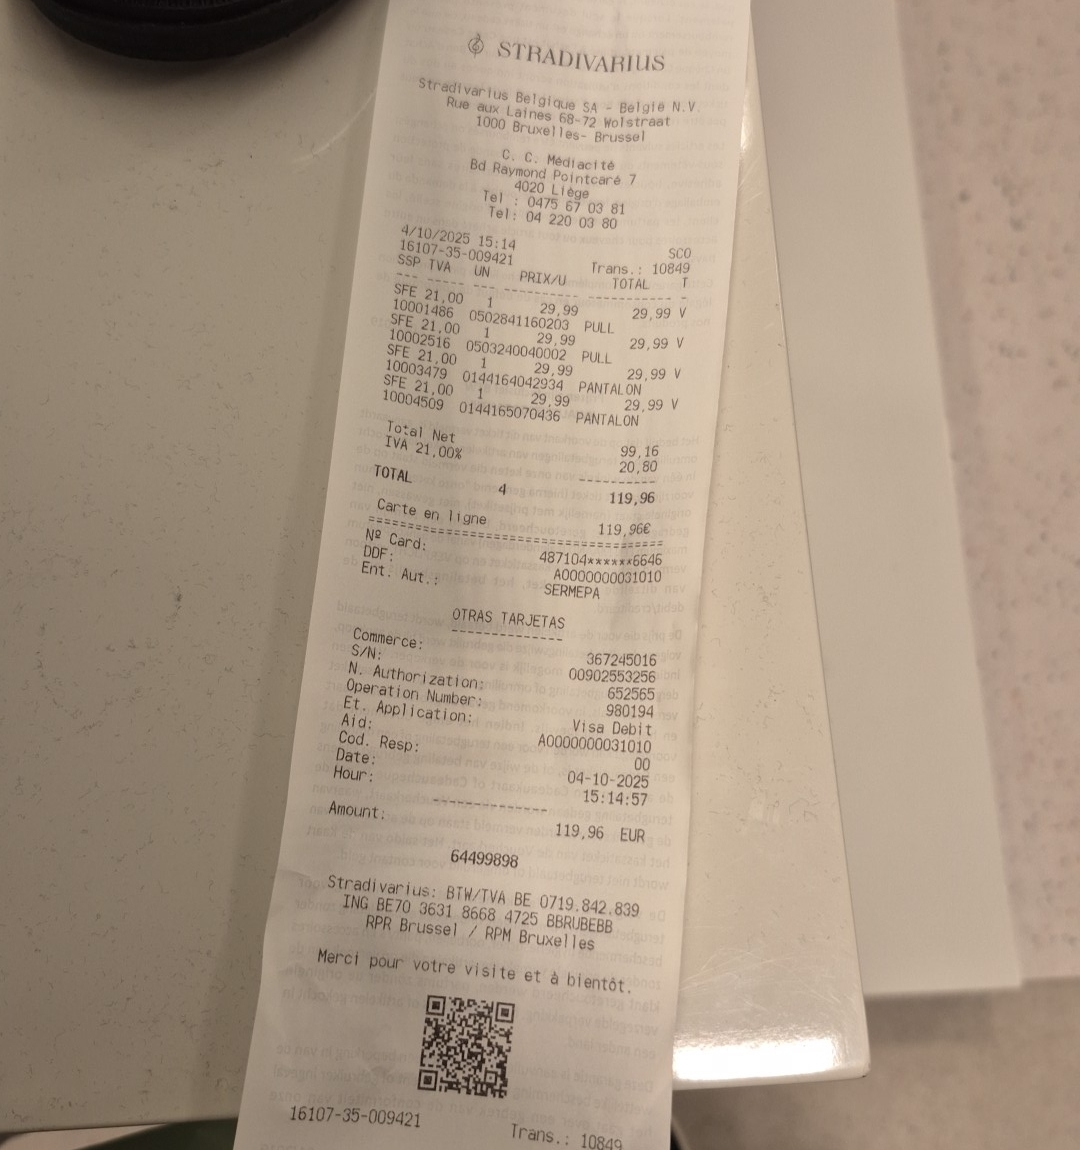 STRADIVARIUS
Stradivarius Belgique SA - België N.V.
Rue aux Laines 68-72 Wolstraat
1000 Bruxelles- Brussel
C. C. Médiacité
Bd Raymond Pointcaré 7
4020 Liège
Tel : 0475 67 03 81
Tel: 04 220 03 80
4/10/2025 15:14 SCO
16107-35-009421 Trans.: 10849
SSP TVA UN PRIX/U TOTAL T
SFE 21,00 1 29,99 29,99 V
10001486 0502841160203 PULL
SFE 21,00 1 29,99 29,99 V
10002516 0503240040002 PULL
SFE 21,00 1 29,99 29,99 V
10003479 0144164042934 PANTALON
SFE 21,00 1 29,99 29,99 V
10004509 0144165070436 PANTALON
Total Net 99,16
IVA 21,00% 20,80
TOTAL 4 119,96
Carte en ligne 119,96€
Nº Card: 487104******6646
DDF: A0000000031010
Ent. Aut.: SERMEPA
OTRAS TARJETAS
Commerce: 367245016
S/N: 00902553256
N. Authorization: 652565
Operation Number: 980194
Et. Application: Visa Debit
Aid: A0000000031010
Cod. Resp: 00
Date: 04-10-2025
Hour: 15:14:57
Amount: 119,96 EUR
64499898
Stradivarius: BTW/TVA BE 0719.842.839
ING BE70 3631 8668 4725 BBRUBEBB
RPR Brussel / RPM Bruxelles
Merci pour votre visite et à bientôt.
16107-35-009421 Trans.: 10849